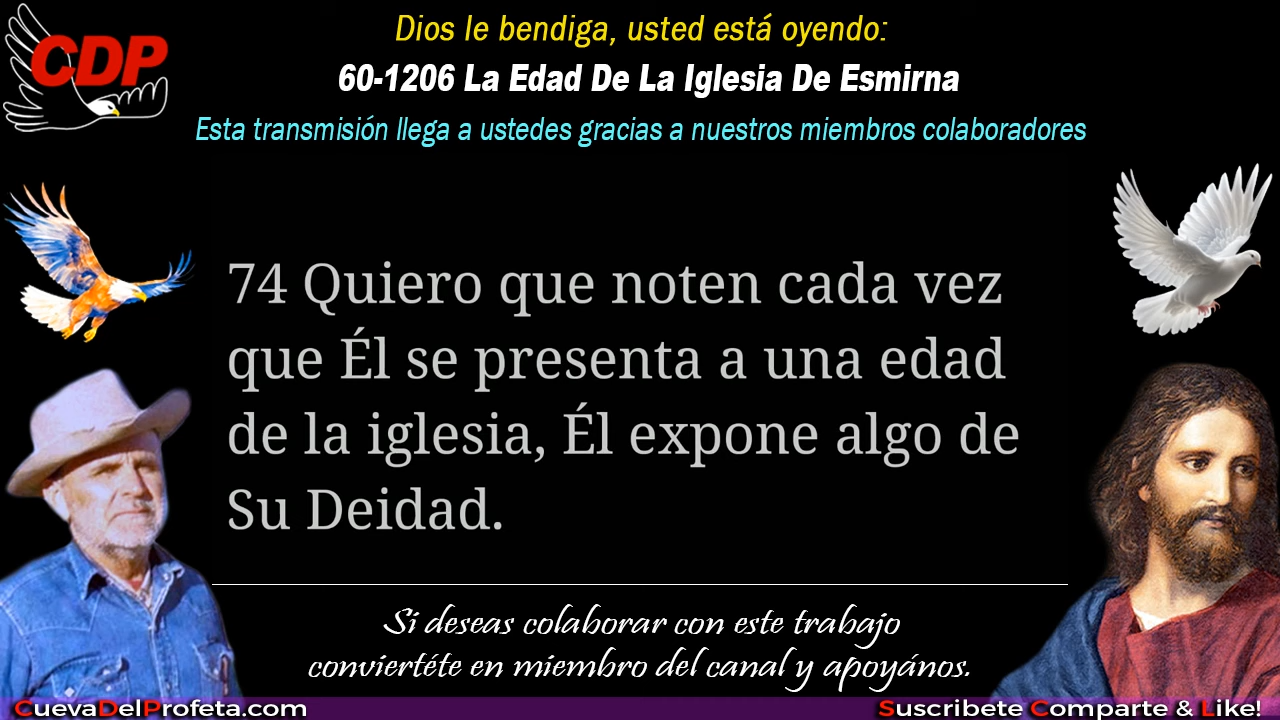 CDP
Dios le bendiga, usted está oyendo:
60-1206 La Edad De La Iglesia De Esmirna
Esta transmisión llega a ustedes gracias a nuestros miembros colaboradores
74 Quiero que noten cada vez
que Él se presenta a una edad
de la iglesia, Él expone algo de
Su Deidad.
Si deseas colaborar con este trabajo
conviertéte en miembro del canal y apoyános.
CuevaDelProfeta.com
Suscribete Comparte & Like!